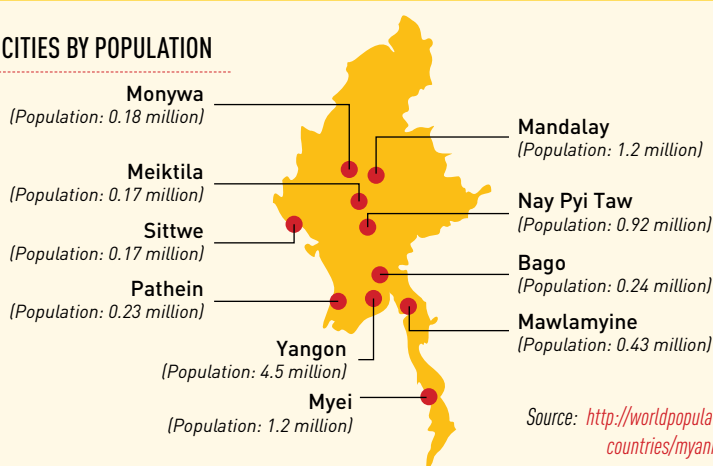 CITIES BY POPULATION
Monywa
(Population: 0.18 million)
Meiktila
(Population: 0.17 million)
Sittwe
(Population: 0.17 million)
Pathein
(Population: 0.23 million)
Yangon
(Population: 4.5 million)
Myei
(Population: 1.2 million)
Mandalay
(Population: 1.2 million)
Nay Pyi Taw
(Population: 0.92 million)
Bago
(Population: 0.24 million)
Mawlamyine
(Population: 0.43 million)
Source: http://worldpopula
countries/myan